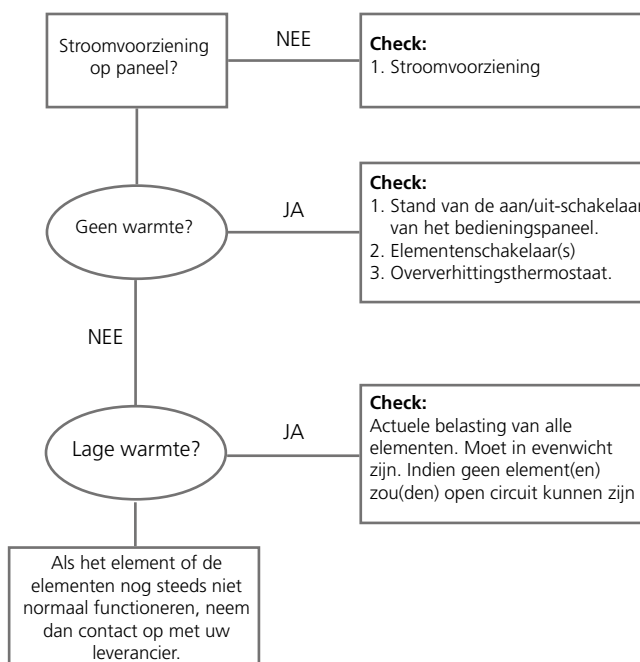 Stroomvoorziening
op paneel?
NEE
Check:
1. Stroomvoorziening
Geen warmte?
JA
Check:
1. Stand van de aan/uit-schakelaar
van het bedieningspaneel.
2. Elementenschakelaar(s)
3. Oververhittingsthermostaat.
NEE
Lage warmte?
JA
Check:
Actuele belasting van alle
elementen. Moet in evenwicht
zijn. Indien geen element(en)
zou(den) open circuit kunnen zijn
Als het element of de
elementen nog steeds niet
normaal functioneren, neem
dan contact op met uw
leverancier.